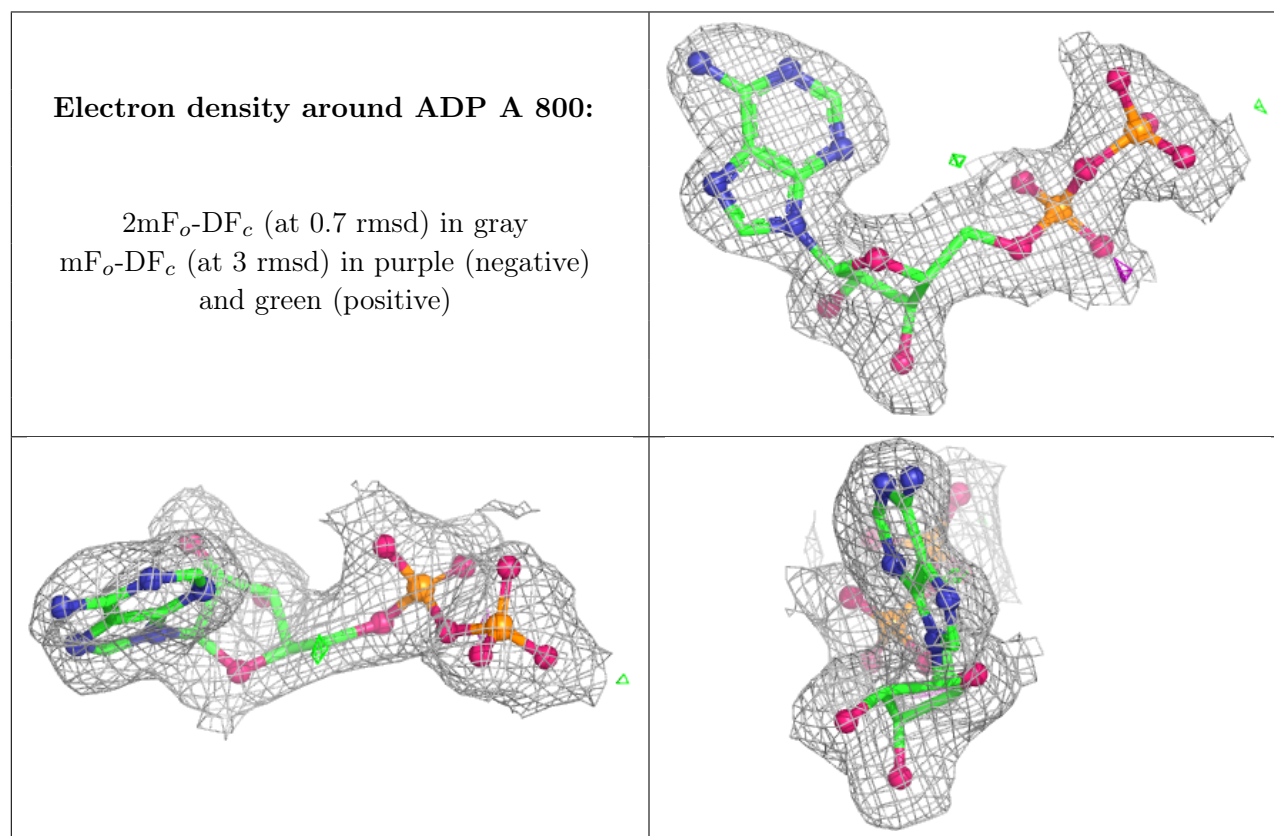 Electron density around ADP A 800:
2mFₒ-DF𝒸 (at 0.7 rmsd) in gray
mFₒ-DF𝒸 (at 3 rmsd) in purple (negative)
and green (positive)